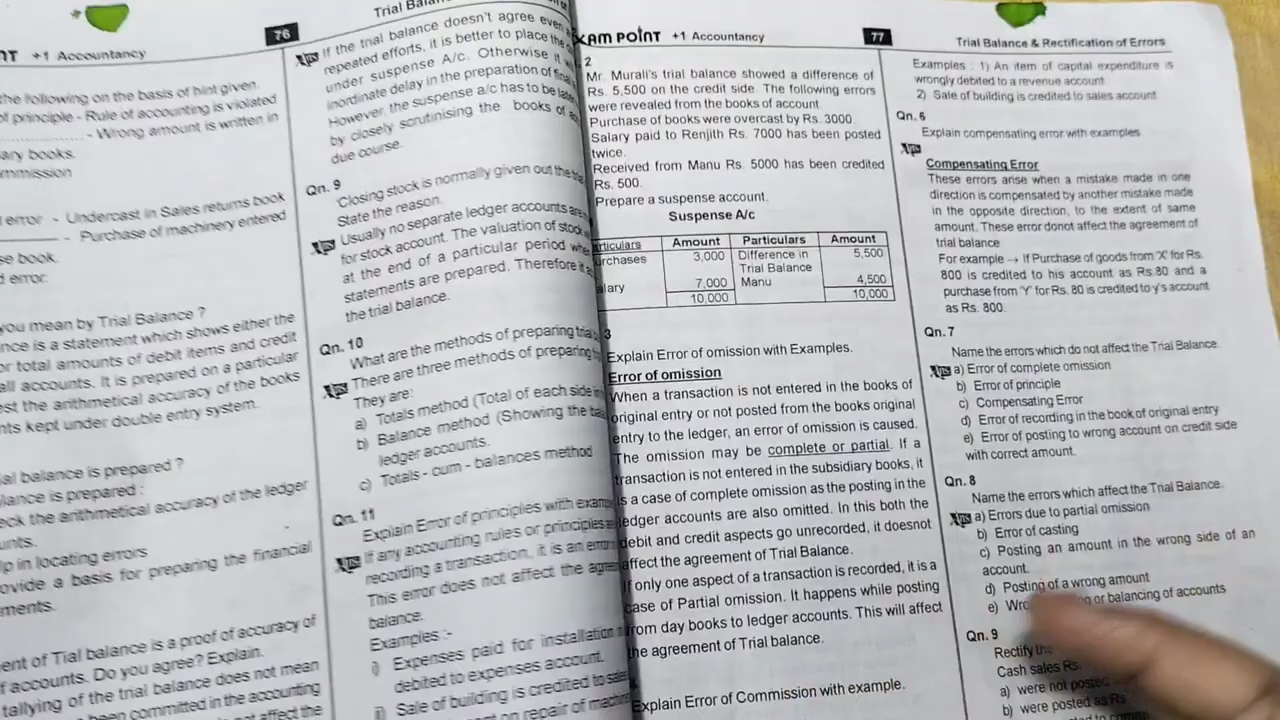 +1 Accountancy
76
the following on the basis of hint given.
of principle - Rule of accounting is violated
- Wrong amount is written in
ary books.
mmission
error - Undercast in Sales returns book
- Purchase of machinery entered
se book.
d error.
you mean by Trial Balance ?
nce is a statement which shows either the
or total amounts of debit items and credit
all accounts. It is prepared on a particular
est the arithmetical accuracy of the books
nts kept under double entry system.
ial balance is prepared ?
lance is prepared :
eck the arithmetical accuracy of the ledger
unts.
lp in locating errors
ovide a basis for preparing the financial
ments.
ent of Tial balance is a proof of accuracy of
f accounts. Do you agree? Explain.
tallying of the trial balance does not mean
been committed in the accounting
not affect the
Trial
If the trial balance doesn't agree even
repeated efforts, it is better to place the
under suspense A/c. Otherwise it
inordinate delay in the preparation of
However, the suspense a/c has to be
by closely scrutinising the books of
due course.
Qn. 9
Closing stock is normally given out the
State the reason.
Usually no separate ledger accounts are
for stock account. The valuation of stock
at the end of a particular period
statements are prepared. Therefore it
the trial balance.
Qn. 10
What are the methods of preparing
There are three methods of preparing
They are:
a) Totals method (Total of each side
b) Balance method (Showing the
ledger accounts.
c) Totals - cum - ballances method
Qn. 11
Explain Error of principles with
If any accounting rules or principles
recording a transaction, it is an
This error does not affect the
balance.
Examples :-
i) Expenses paid for installation
debited to expenses account.
Sale of building is credited to
on repair of
XAM POINT +1 Accountancy
77
Trial Balance & Rectification of Errors
2
Mr. Murali's trial balance showed a difference of
Rs. 5,500 on the credit side. The following errors
were revealed from the books of account.
Purchase of books were overcast by Rs. 3000.
Salary paid to Renjith Rs. 7000 has been posted
twice.
Received from Manu Rs. 5000 has been credited
Rs. 500.
Prepare a suspense account.
Suspense A/c
articulars Amount Particulars Amount
urchases 3,000 Difference in 5,500
Trial Balance
alary 7,000 Manu 4,500
10,000 10,000
3
Explain Error of omission with Examples.
Error of omission
When a transaction is not entered in the books of
original entry or not posted from the books original
entry to the ledger, an error of omission is caused.
The omission may be complete or partial. If a
transaction is not entered in the subsidiary books, it
is a case of complete omission as the posting in the
ledger accounts are also omitted. In this both the
debit and credit aspects go unrecorded, it doesnot
affect the agreement of Trial Balance.
If only one aspect of a transaction is recorded, it is a
case of Partial omission. It happens while posting
from day books to ledger accounts. This will affect
the agreement of Trial balance.
Explain Error of Commission with example.
Examples : 1) An item of capital expenditure is
wrongly debited to a revenue account
2) Sale of building is credited to sales account
Qn. 6
Explain compensating error with examples
Compensating Error
These errors arise when a mistake made in one
direction is compensated by another mistake made
in the opposite direction, to the extent of same
amount. These error donot affect the agreement of
trial balance
For example → If Purchase of goods from 'X' for Rs.
800 is credited to his account as Rs.80 and a
purchase from 'Y' for Rs. 80 is credited to y's account
as Rs. 800.
Qn. 7
Name the errors which do not affect the Trial Balance.
a) Error of complete omission
b) Error of principle
c) Compensating Error
d) Error of recording in the book of original entry
e) Error of posting to wrong account on credit side
with correct amount.
Qn. 8
Name the errors which affect the Trial Balance.
a) Errors due to partial omission
b) Error of casting
c) Posting an amount in the wrong side of an
account.
d) Posting of a wrong amount
e) or balancing of accounts
Qn. 9
Rectify the
Cash sales Rs.
a) were not posted
b) were posted as Rs